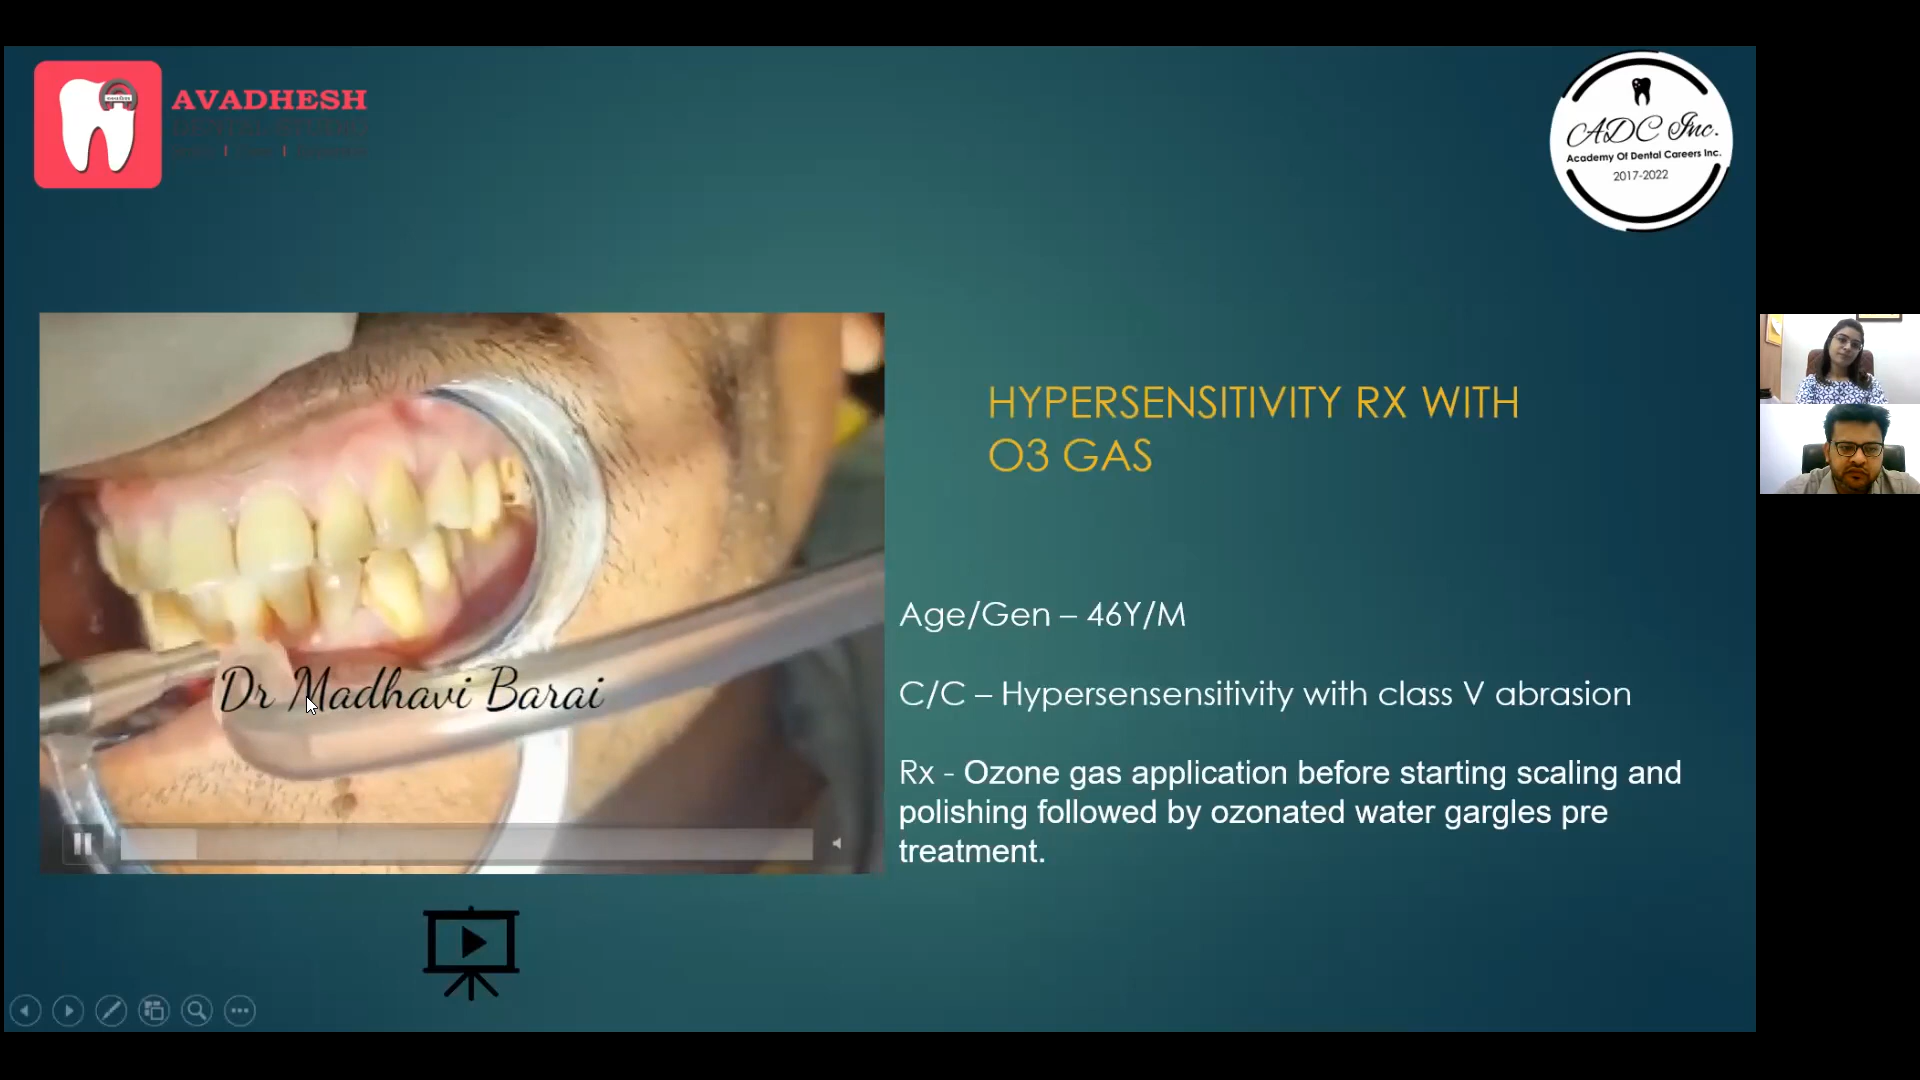 AVADHESH
DENTAL STUDIO
ADC Inc.
Academy Of Dental Careers Inc.
2017-2022
HYPERSENSITIVITY RX WITH
O3 GAS
Dr Madhavi Barai
Age/Gen – 46Y/M
C/C – Hypersensensitivity with class V abrasion
Rx - Ozone gas application before starting scaling and
polishing followed by ozonated water gargles pre
treatment.